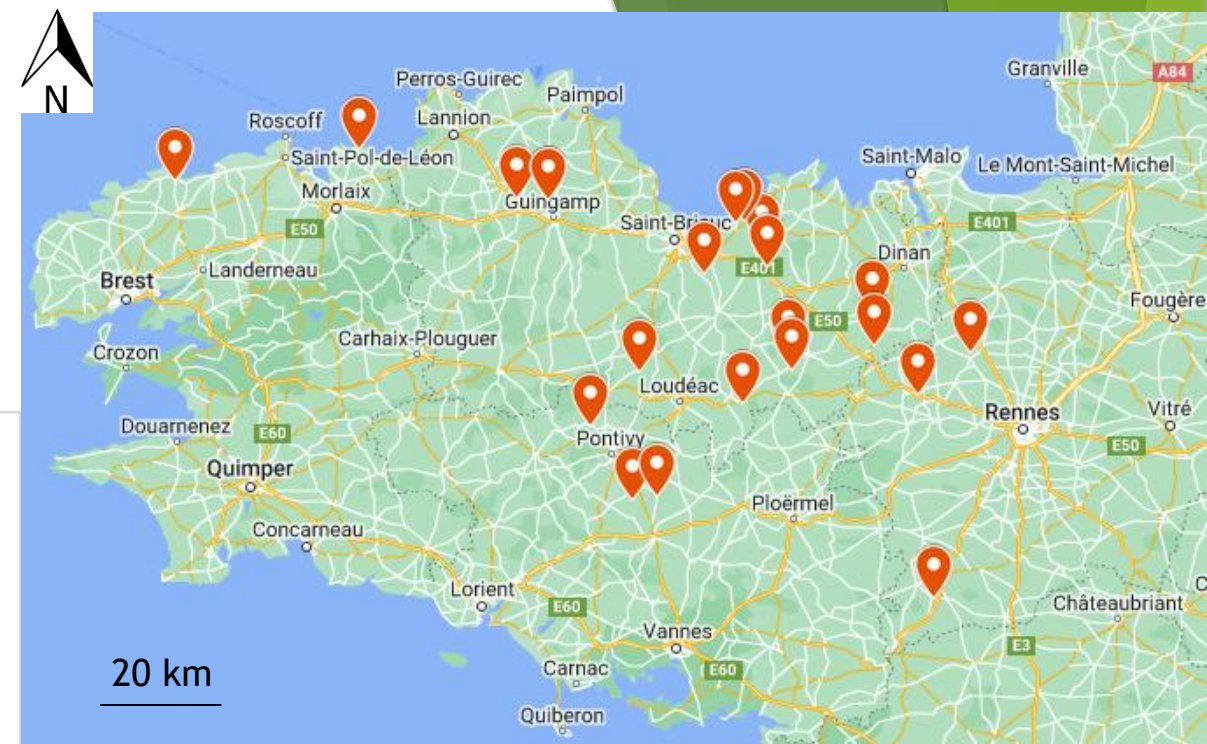 N
Granville
A84
Perros-Guirec
Paimpol
Roscoff
Lannion
Saint-Pol-de-Léon
Saint-Malo
Le Mont-Saint-Michel
Morlaix
Guingamp
E50
Saint-Brieuc
E401
Dinan
E401
Landerneau
Brest
Fougère
E50
Carhaix-Plouguer
Crozon
Loudéac
Rennes
Vitré
Douarnenez
E60
Pontivy
E50
Quimper
Ploërmel
Concarneau
Lorient
E60
Châteaubriant
C
Vannes
E3
20 km
Carnac
E60
Quiberon